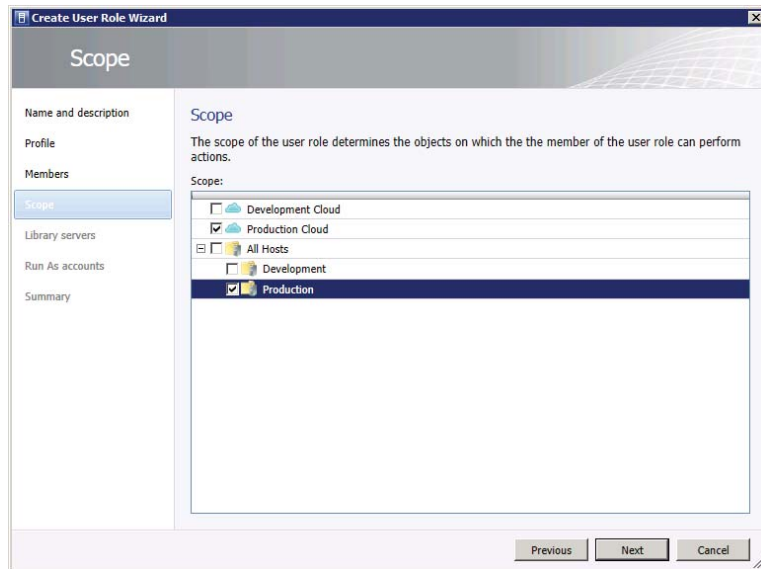 Create User Role Wizard
Scope
Name and description
Profile
Members
Scope
Library servers
Run As accounts
Summary
Scope
The scope of the user role determines the objects on which the the member of the user role can perform
actions.
Scope:
Development Cloud
Production Cloud
All Hosts
Development
Production
Previous
Next
Cancel